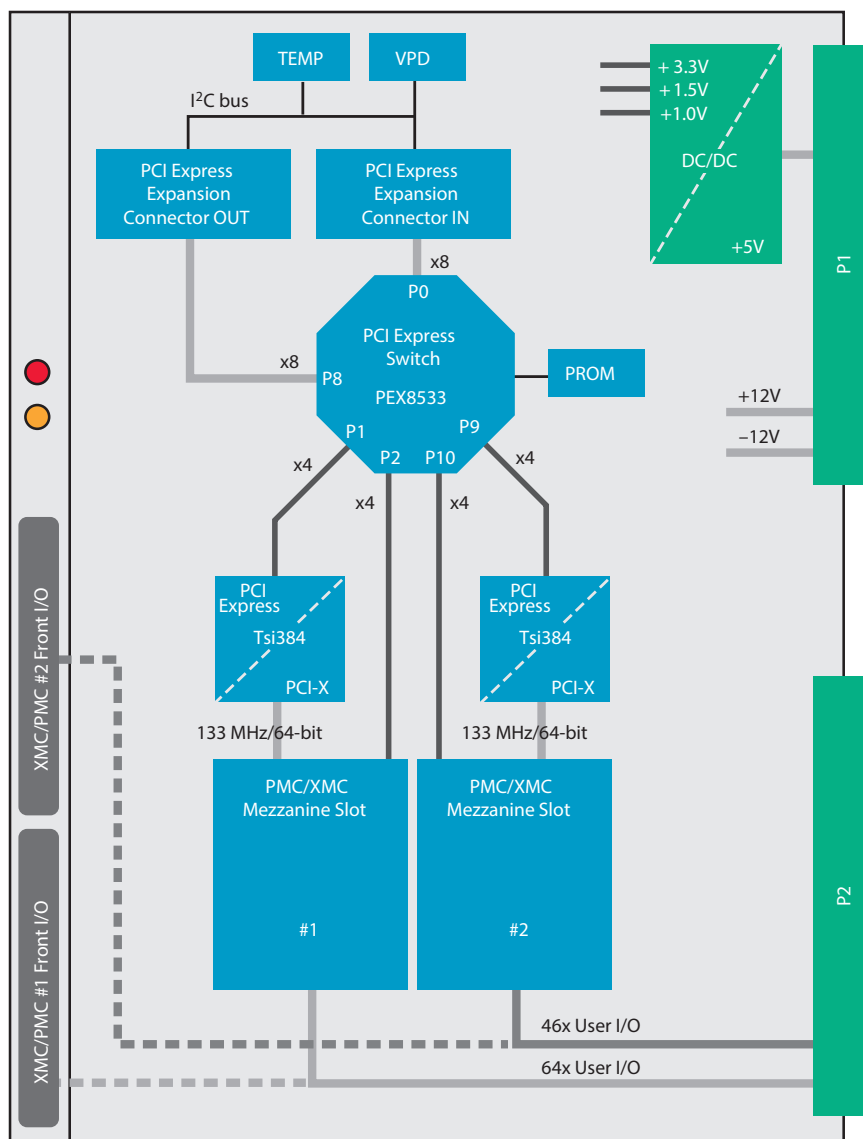 TEMP
VPD
+ 3.3V
+ 1.5V
+1.0V
I²C bus
DC/DC
+5V
PCI Express
Expansion
Connector OUT
PCI Express
Expansion
Connector IN
P1
x8
P0
PCI Express
Switch
x8
P8
PEX8533
PROM
+12V
–12V
P1
P2
P10
P9
x4
x4
x4
x4
PCI
Express
Tsi384
PCI-X
PCI
Express
Tsi384
PCI-X
XMC/PMC #2 Front I/O
133 MHz/64-bit
133 MHz/64-bit
PMC/XMC
Mezzanine Slot
#1
PMC/XMC
Mezzanine Slot
#2
P2
XMC/PMC #1 Front I/O
46x User I/O
64x User I/O